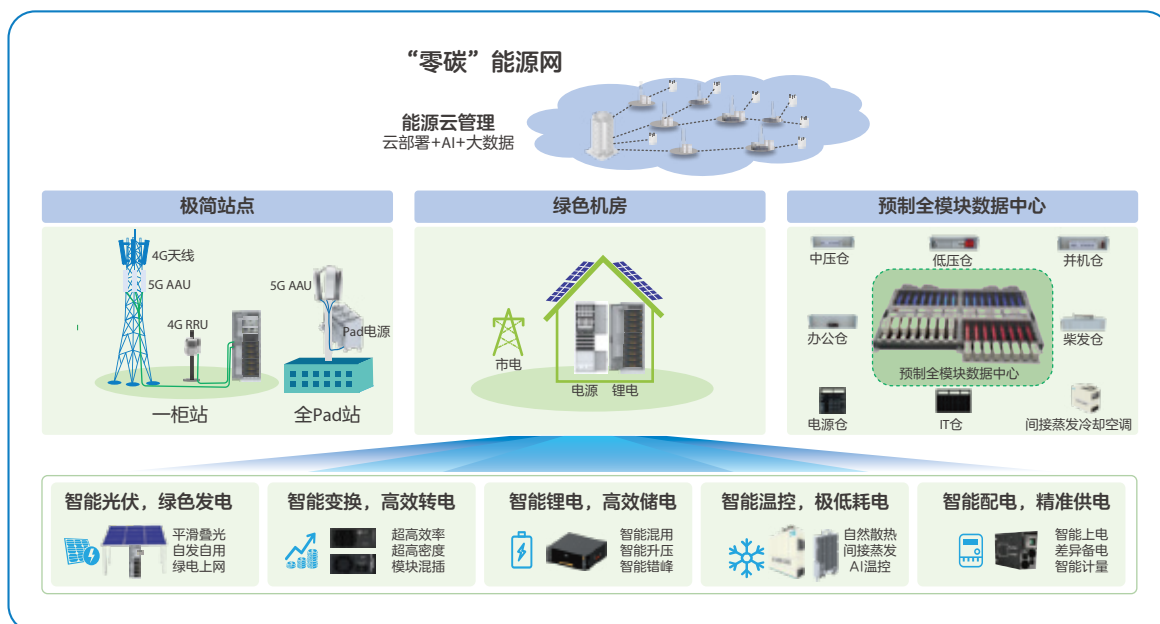 “零碳”能源网
能源云管理
云部署+AI+大数据
极简站点
4G天线
5G AAU
4G RRU
5G AAU
Pad电源
一柜站
全Pad站
绿色机房
市电
电源
锂电
预制全模块数据中心
中压仓
低压仓
并机仓
办公仓
柴发仓
预制全模块数据中心
电源仓
IT仓
间接蒸发冷却空调
智能光伏，绿色发电
平滑叠光
自发自用
绿电上网
智能变换，高效转电
超高效率
超高密度
模块混插
智能锂电，高效储电
智能混用
智能升压
智能错峰
智能温控，极低耗电
自然散热
间接蒸发
AI温控
智能配电，精准供电
智能上电
差异备电
智能计量